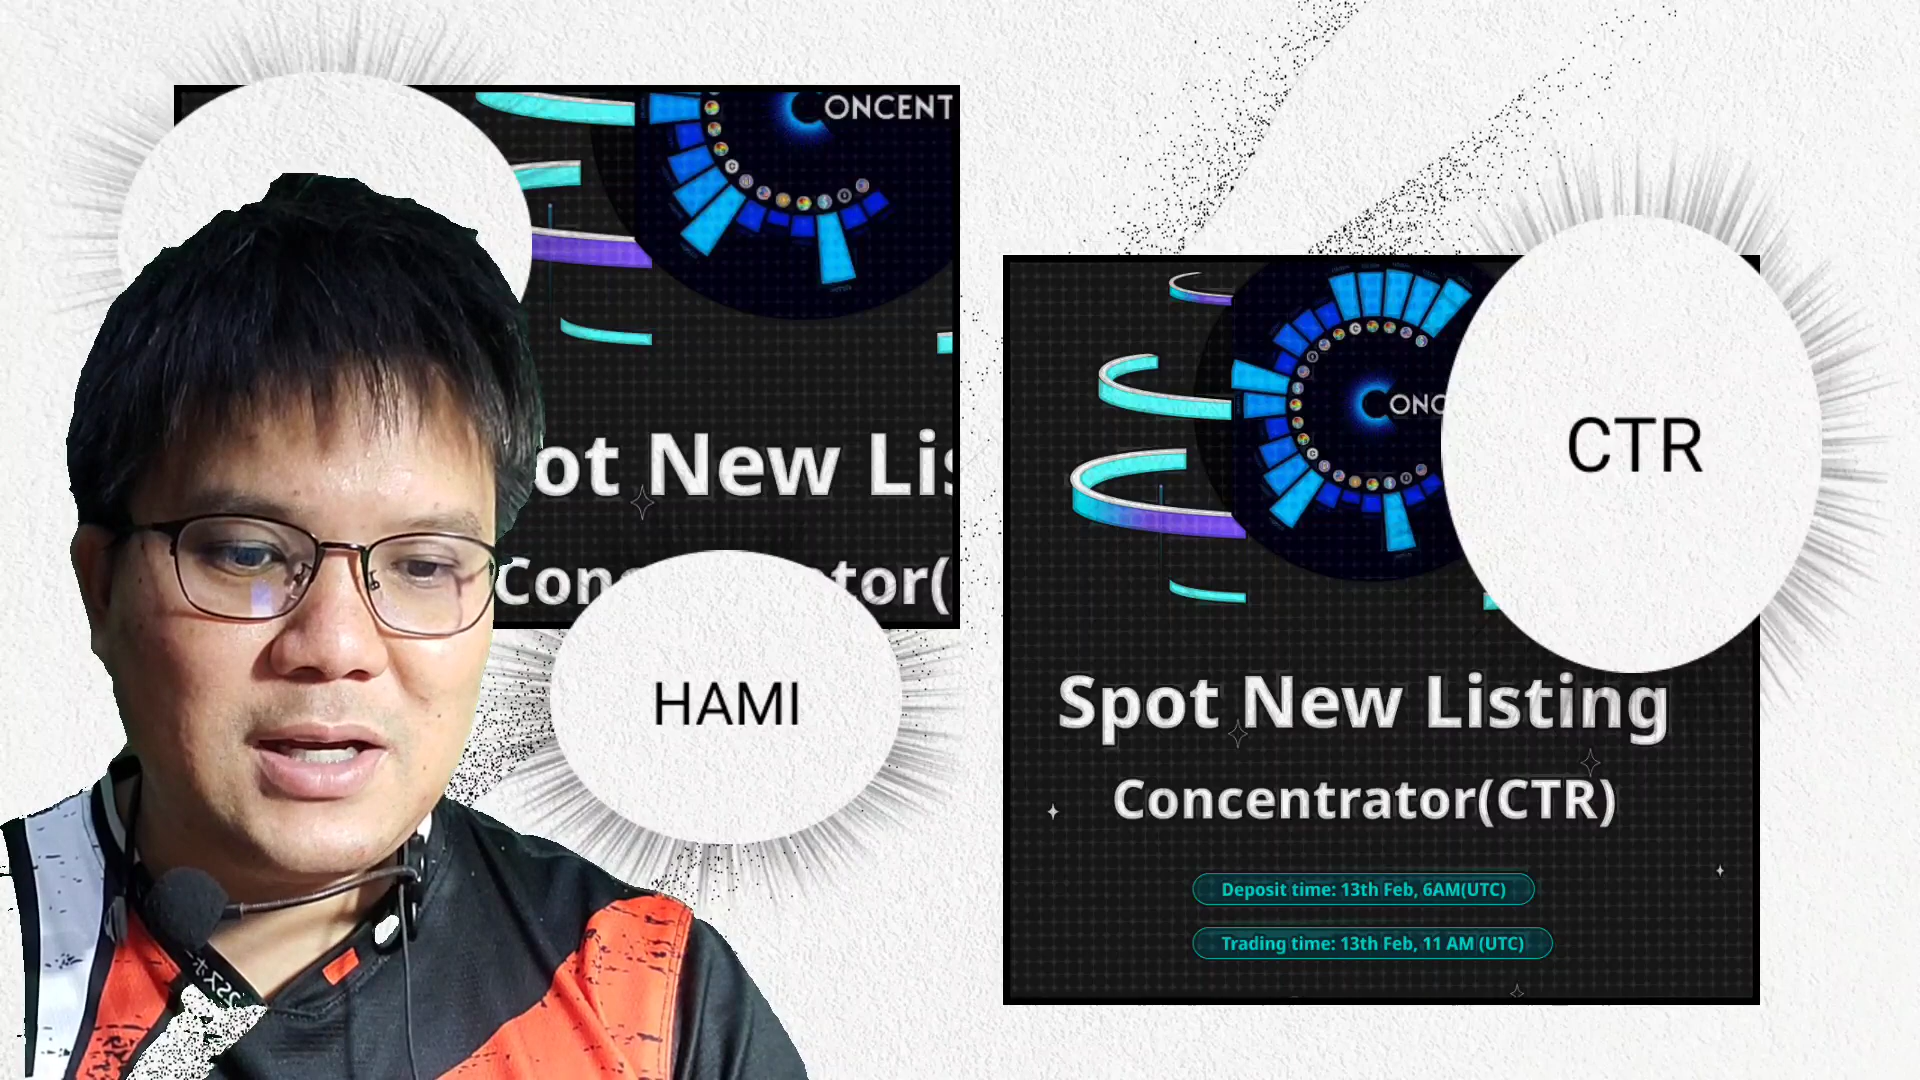 ONCENT
ot New Lis
Con
tor(
HAMI
ONC
CTR
Spot New Listing
Concentrator(CTR)
Deposit time: 13th Feb, 6AM(UTC)
Trading time: 13th Feb, 11 AM (UTC)